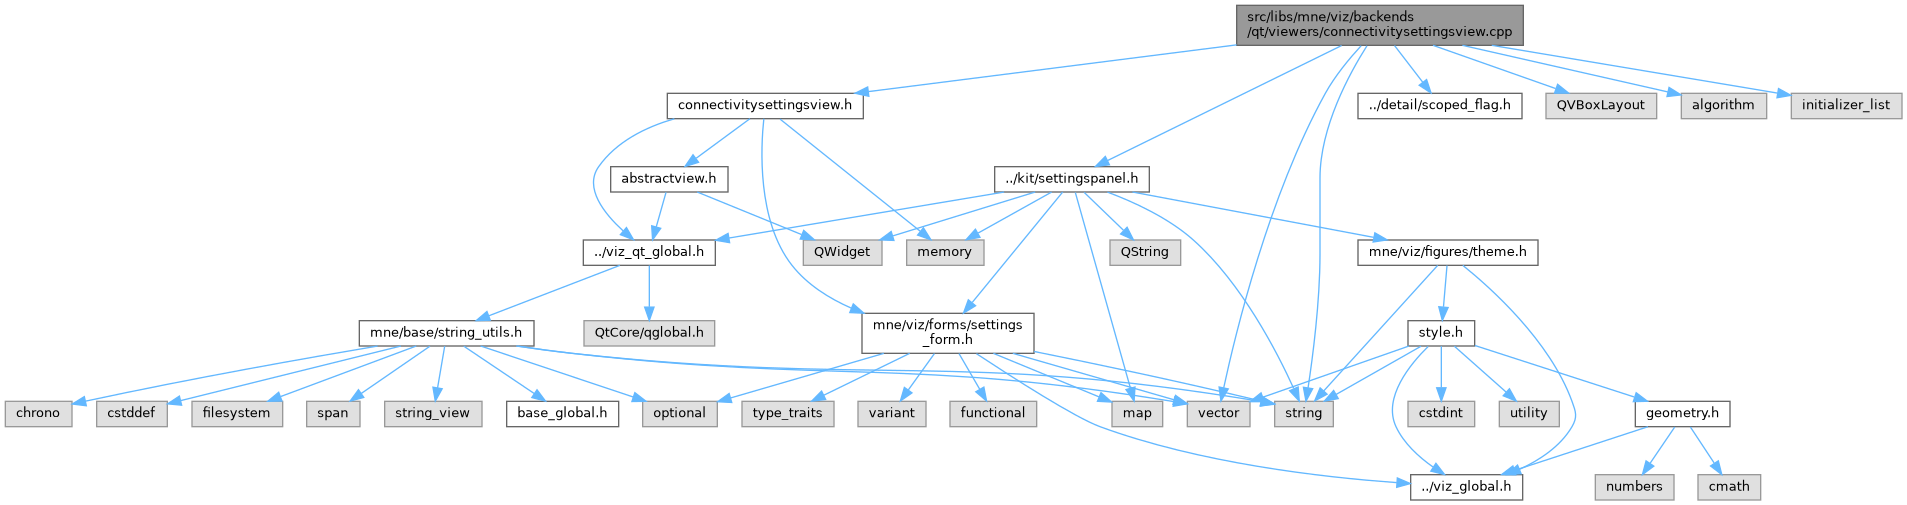 src/libs/mne/viz/backends
/qt/viewers/connectivitysettingsview.cpp
connectivitysettingsview.h
../detail/scoped_flag.h
QVBoxLayout
algorithm
initializer_list
abstractview.h
../kit/settingspanel.h
../viz_qt_global.h
QWidget
memory
QString
mne/viz/figures/theme.h
mne/base/string_utils.h
QtCore/qglobal.h
mne/viz/forms/settings
_form.h
style.h
chrono
cstddef
filesystem
span
string_view
base_global.h
optional
type_traits
variant
functional
map
vector
string
cstdint
utility
geometry.h
../viz_global.h
numbers
cmath